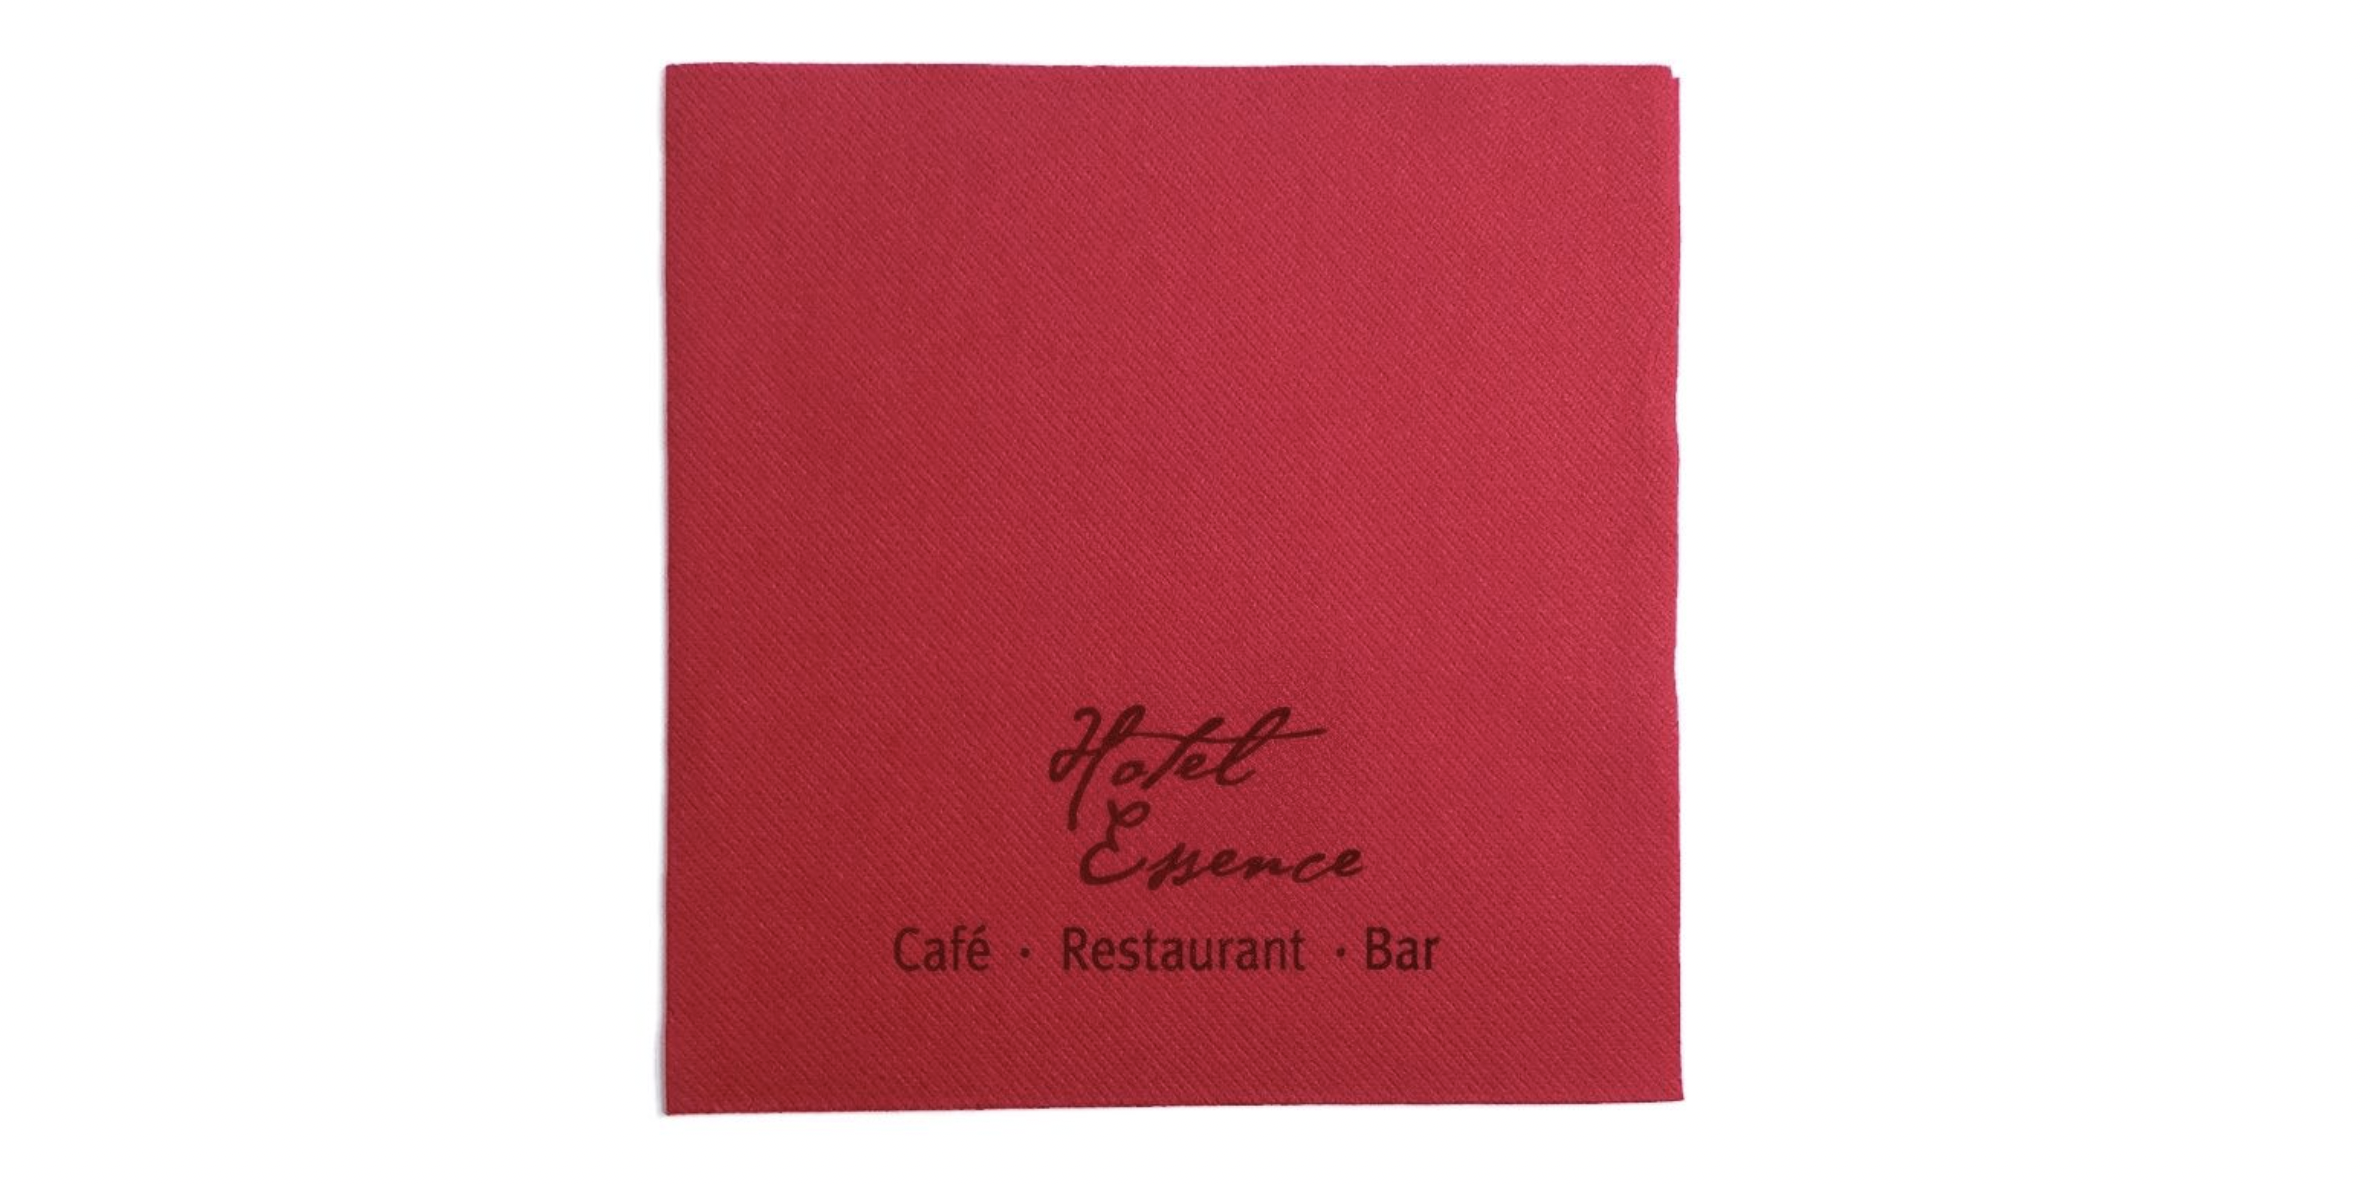 Hotel
Essence
Café · Restaurant · Bar